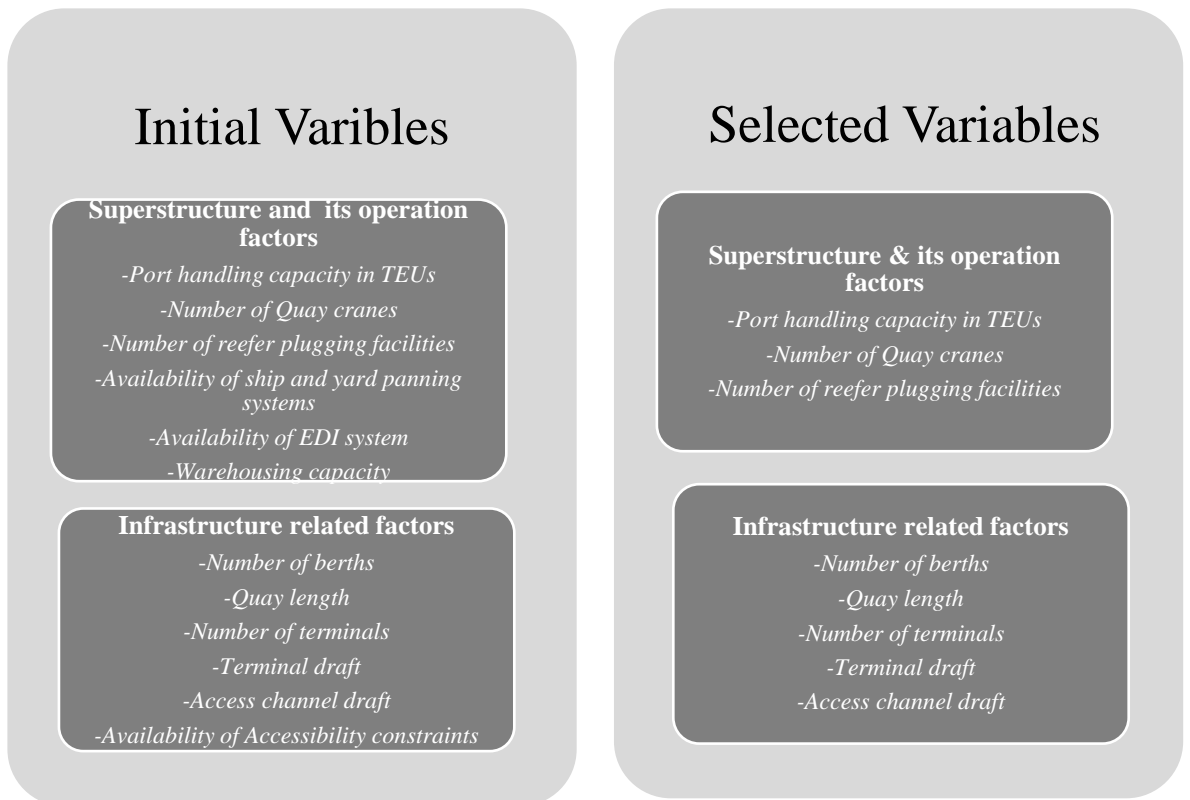 Initial Varibles
Superstructure and its operation
factors
-Port handling capacity in TEUs
-Number of Quay cranes
-Number of reefer plugging facilities
-Availability of ship and yard panning
systems
-Availability of EDI system
-Warehousing capacity
Infrastructure related factors
-Number of berths
-Quay length
-Number of terminals
-Terminal draft
-Access channel draft
-Availability of Accessibility constraints
Selected Variables
Superstructure & its operation
factors
-Port handling capacity in TEUs
-Number of Quay cranes
-Number of reefer plugging facilities
Infrastructure related factors
-Number of berths
-Quay length
-Number of terminals
-Terminal draft
-Access channel draft